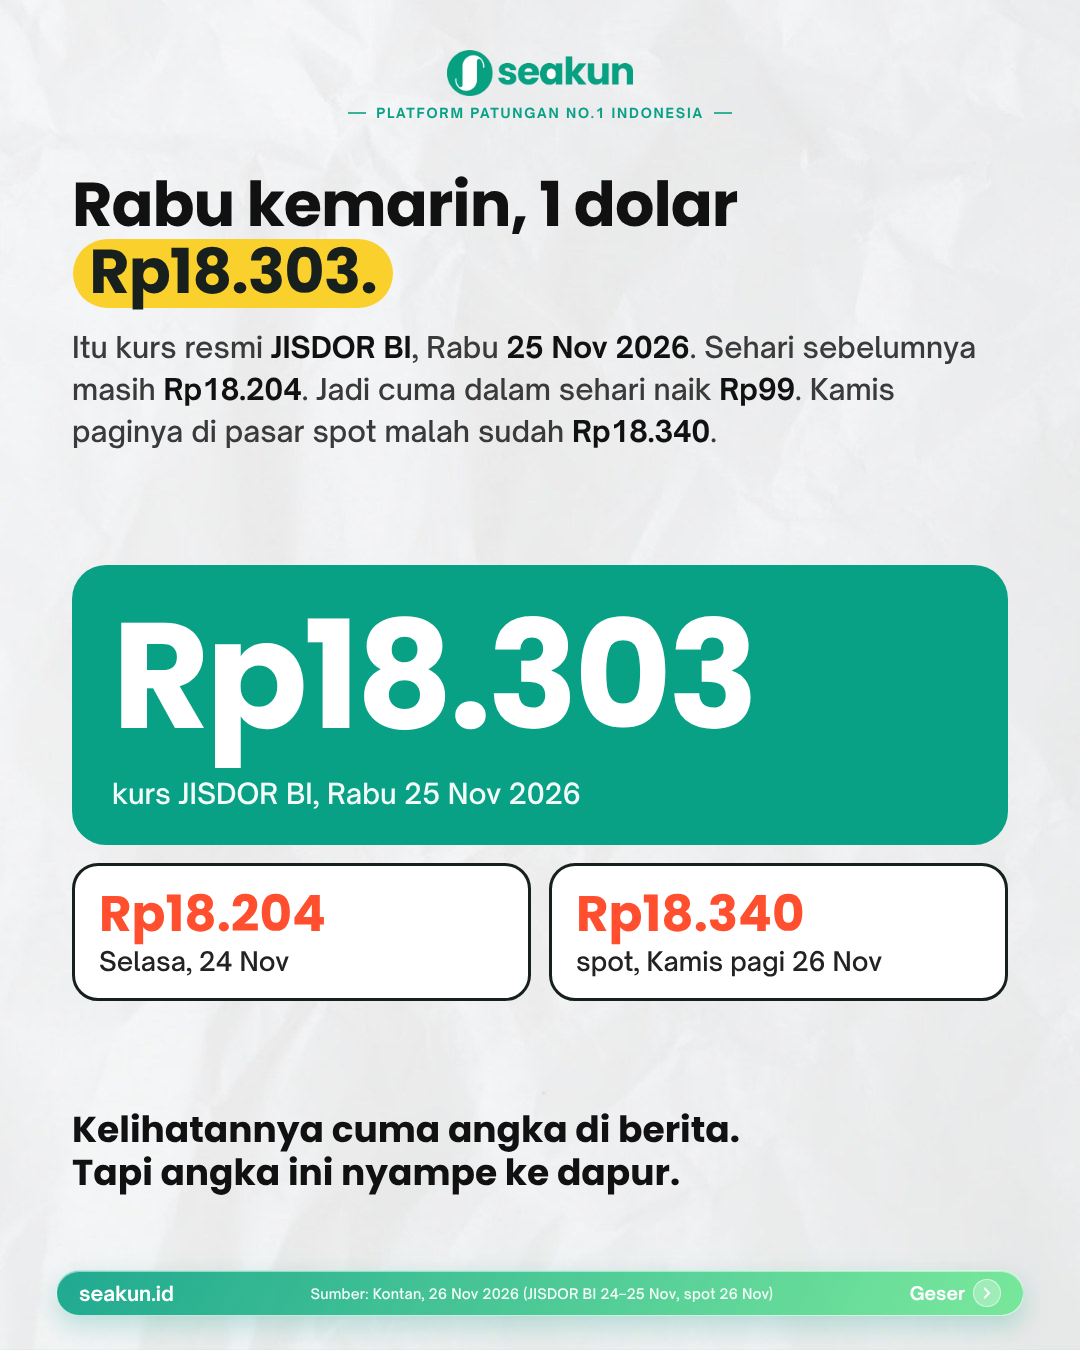 seakun
PLATFORM PATUNGAN NO.1 INDONESIA
Rabu kemarin, 1 dolar
Rp18.303.
Itu kurs resmi JISDOR BI, Rabu 25 Nov 2026. Sehari sebelumnya
masih Rp18.204. Jadi cuma dalam sehari naik Rp99. Kamis
paginya di pasar spot malah sudah Rp18.340.
Rp18.303
kurs JISDOR BI, Rabu 25 Nov 2026
Rp18.204
Selasa, 24 Nov
Rp18.340
spot, Kamis pagi 26 Nov
Kelihatannya cuma angka di berita.
Tapi angka ini nyampe ke dapur.
seakun.id
Sumber: Kontan, 26 Nov 2026 (JISDOR BI 24–25 Nov, spot 26 Nov)
Geser